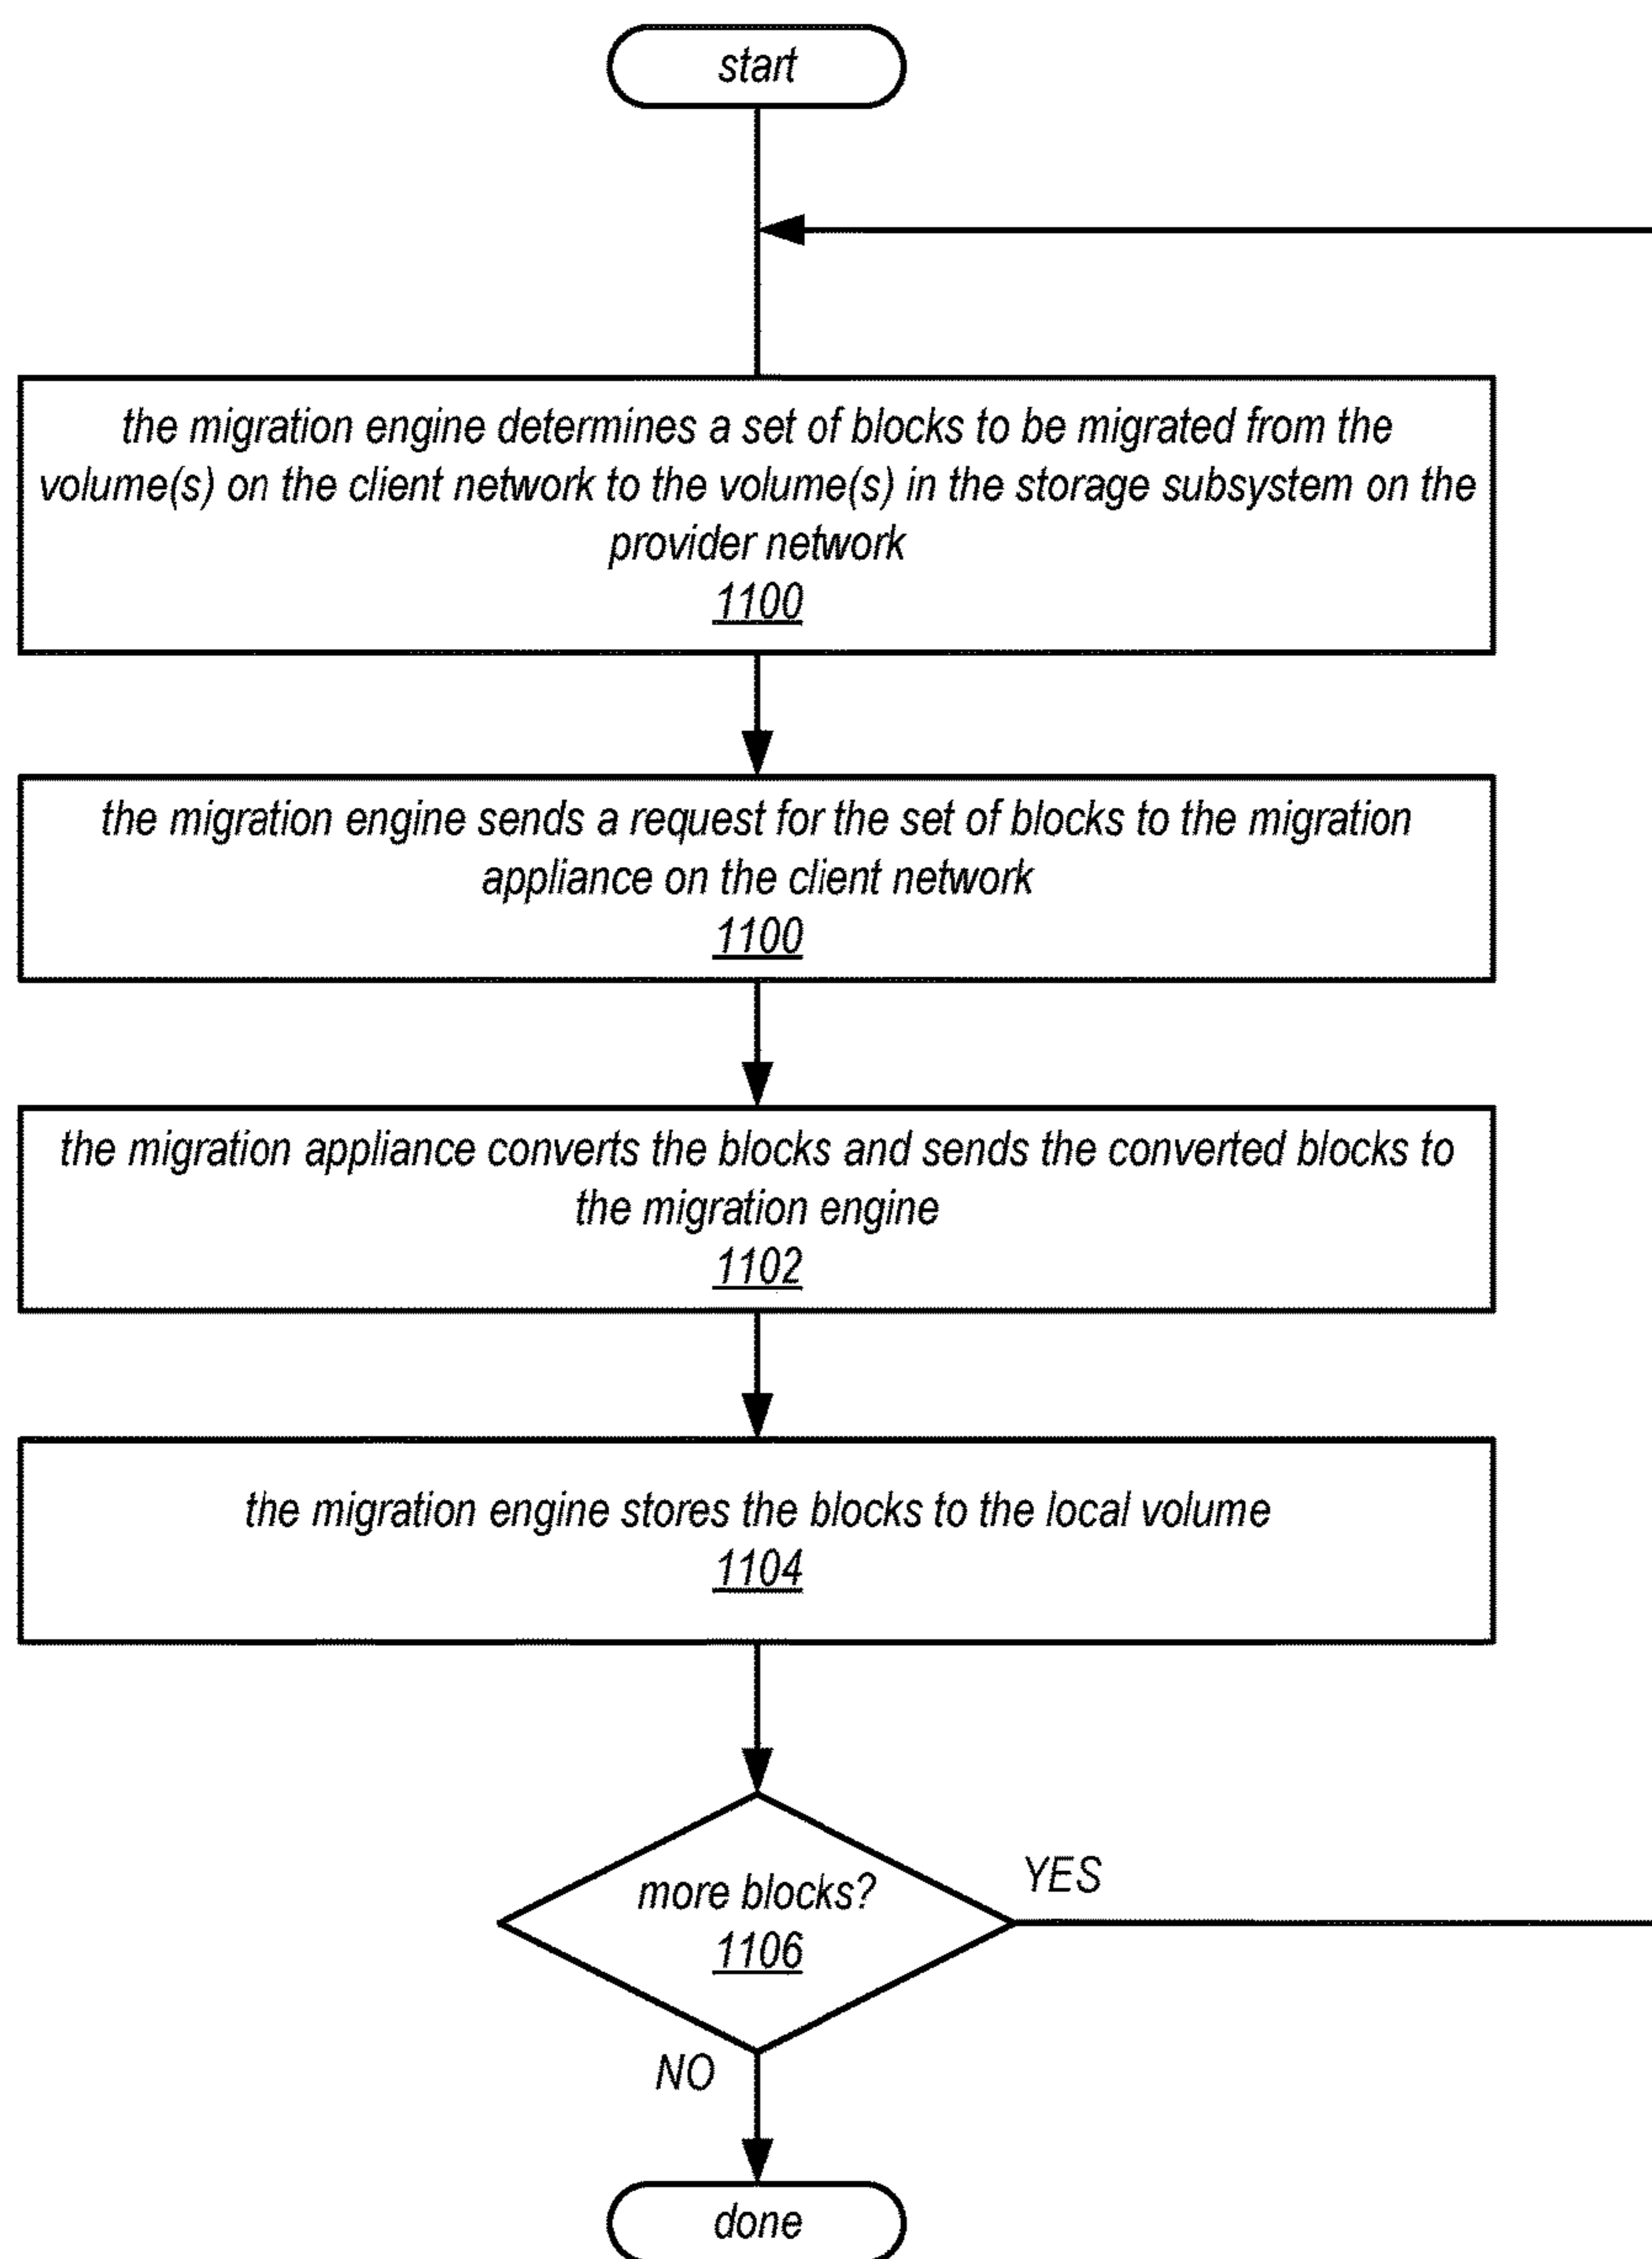 start
the migration engine determines a set of blocks to be migrated from the
volume(s) on the client network to the volume(s) in the storage subsystem on the
provider network
1100
the migration engine sends a request for the set of blocks to the migration
appliance on the client network
1100
the migration appliance converts the blocks and sends the converted blocks to
the migration engine
1102
the migration engine stores the blocks to the local volume
1104
more blocks?
1106
YES
NO
done